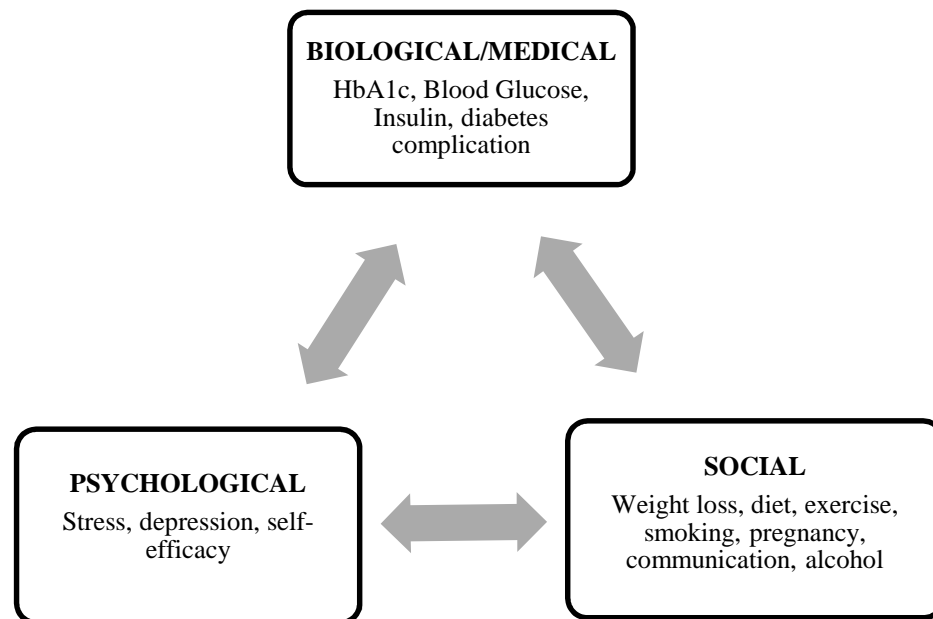 BIOLOGICAL/MEDICAL
HbA1c, Blood Glucose,
Insulin, diabetes
complication
PSYCHOLOGICAL
Stress, depression, self-
efficacy
SOCIAL
Weight loss, diet, exercise,
smoking, pregnancy,
communication, alcohol